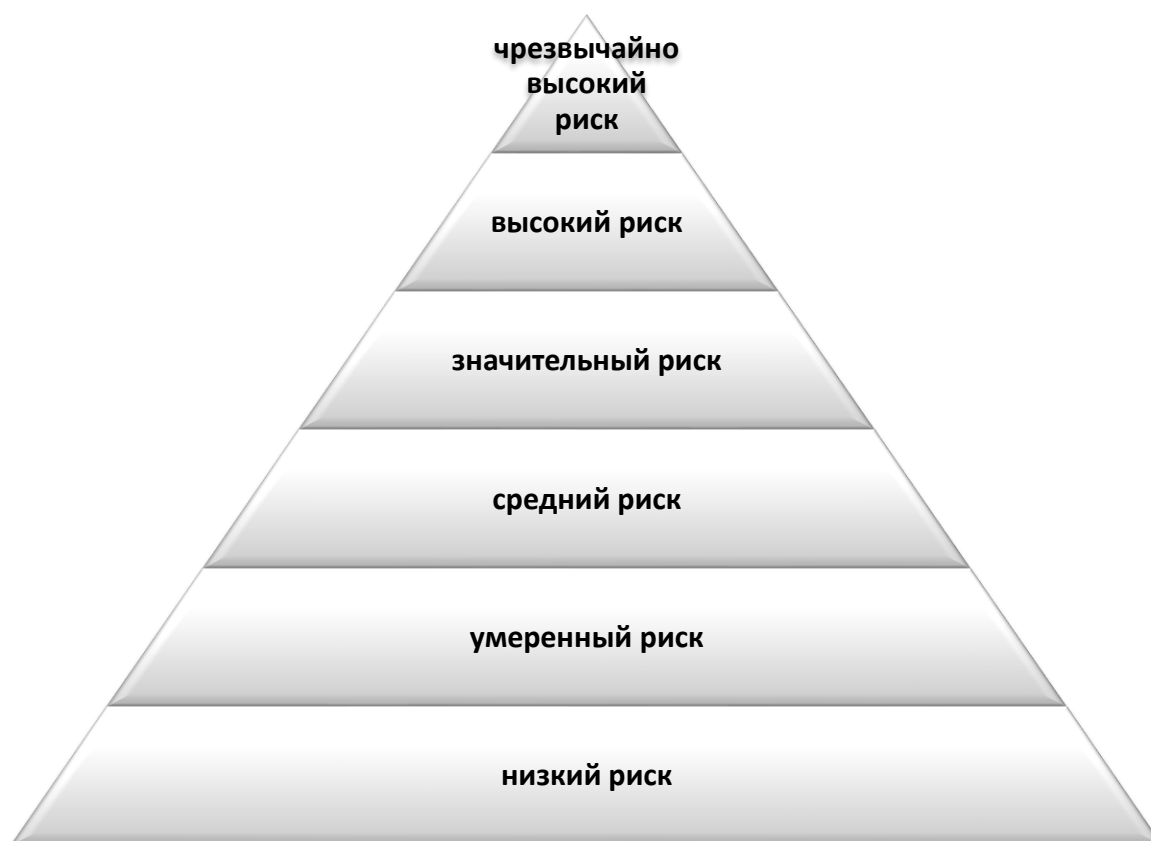 чрезвычайно
высокий
риск
высокий риск
значительный риск
средний риск
умеренный риск
низкий риск